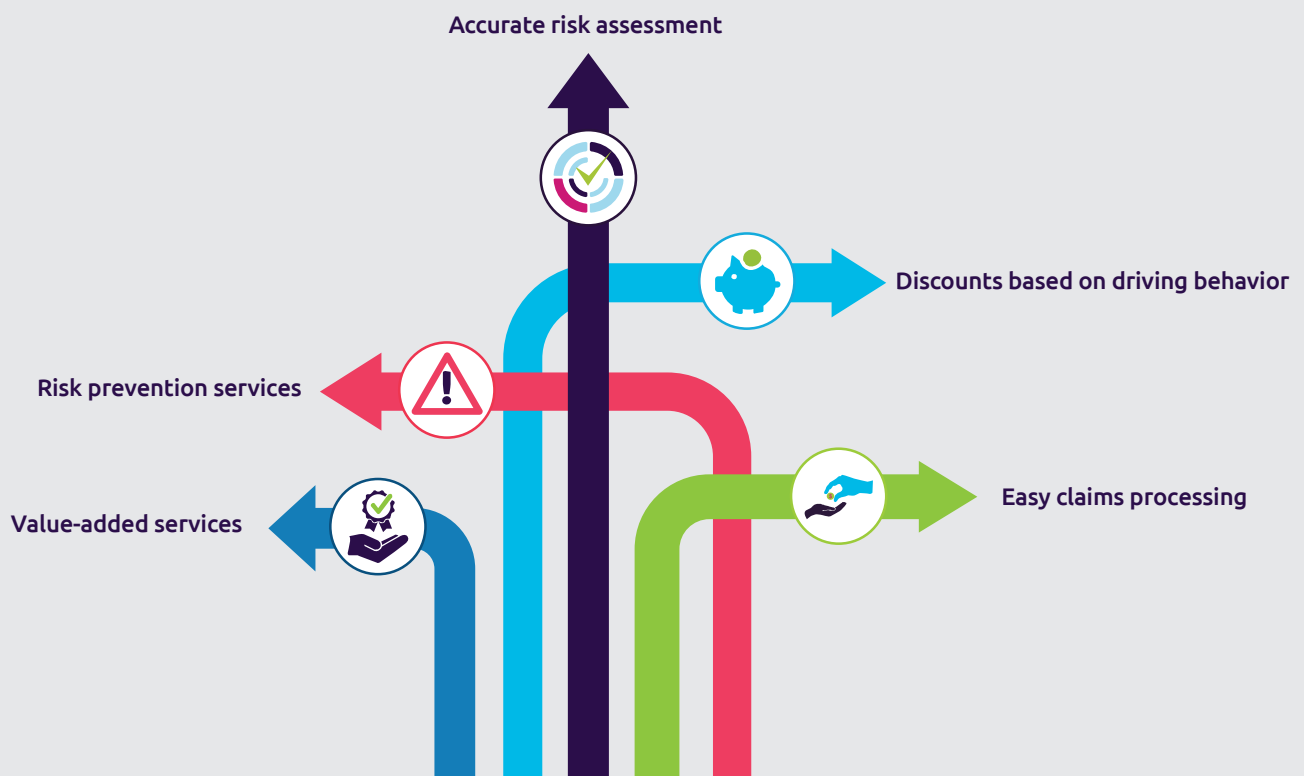 Accurate risk assessment
Discounts based on driving behavior
Risk prevention services
Easy claims processing
Value-added services